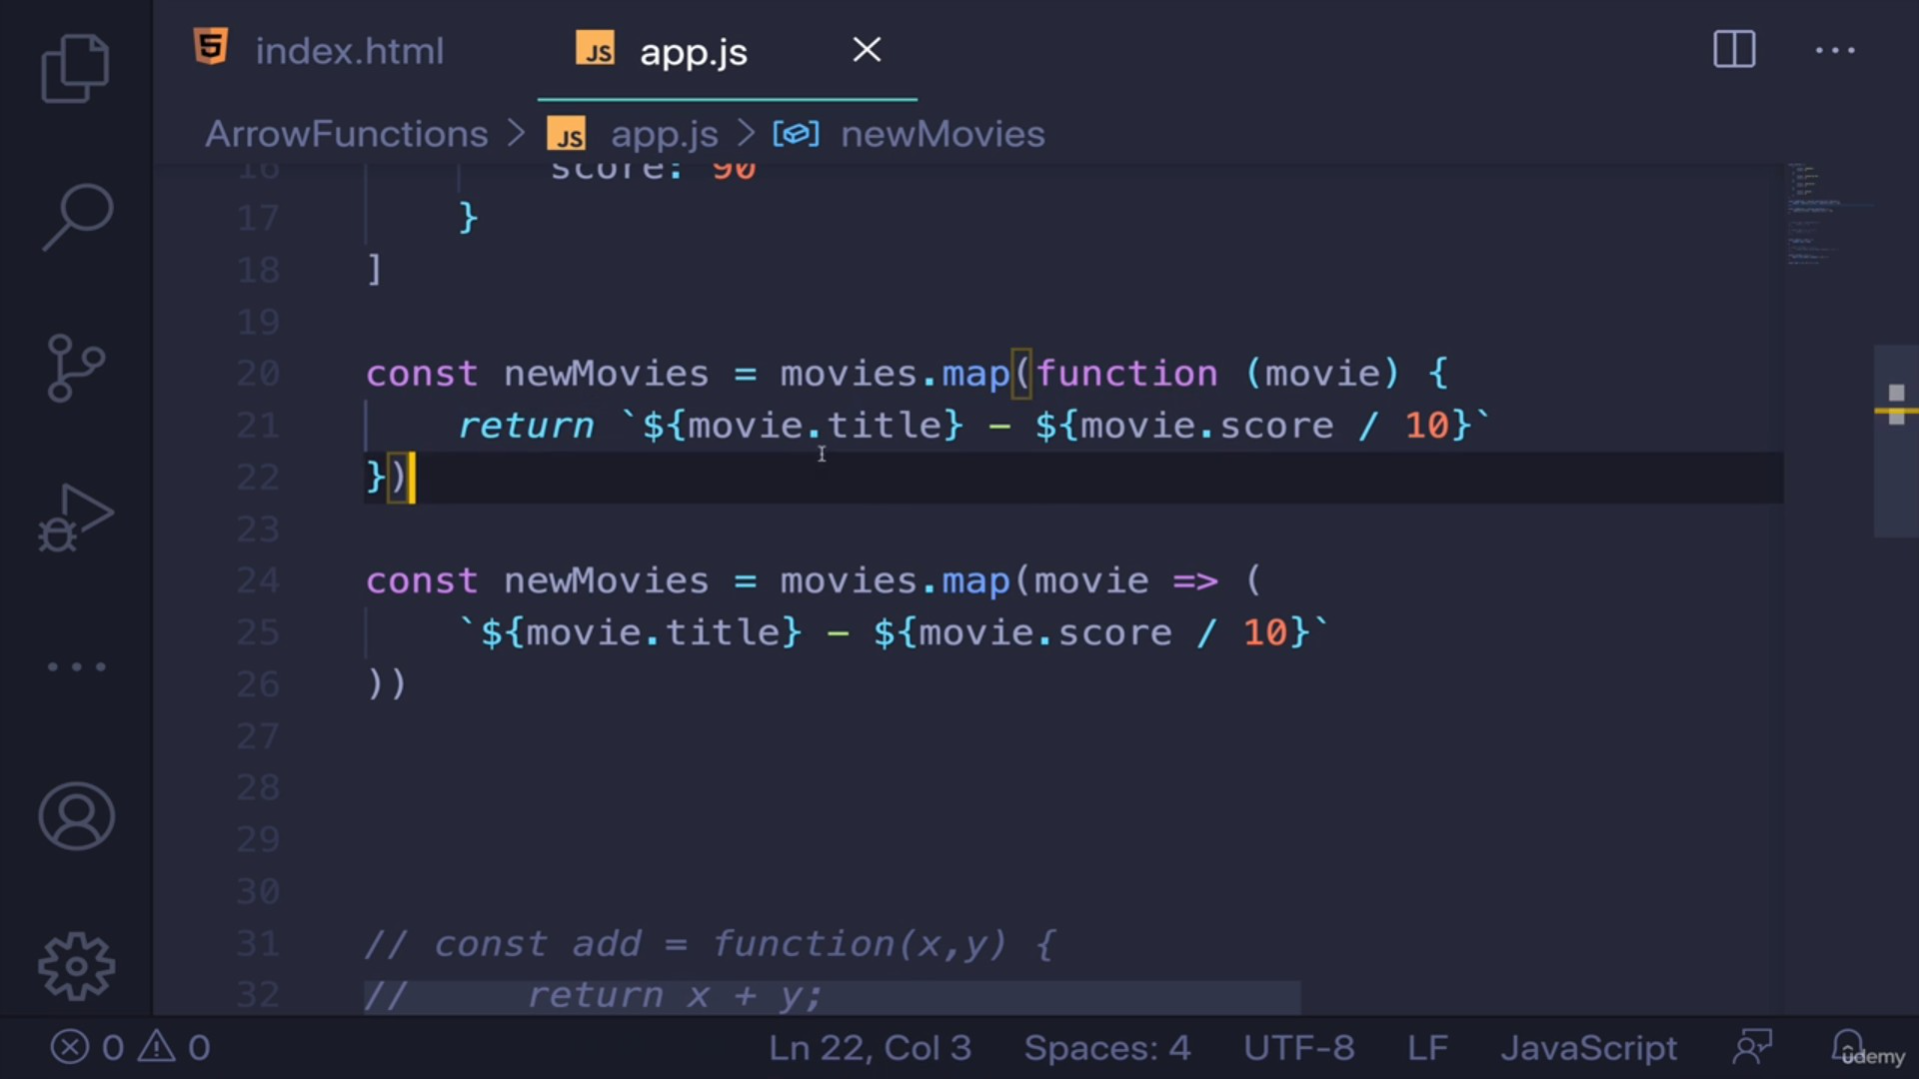 index.html
JS app.js
ArrowFunctions > JS app.js > newMovies
16 score: 90
17 }
18 ]
19
20 const newMovies = movies.map(function (movie) {
21 return `${movie.title} - ${movie.score / 10}`
22 })
23
24 const newMovies = movies.map(movie => (
25 `${movie.title} - ${movie.score / 10}`
26 ))
27
28
29
30
31 // const add = function(x,y) {
32 // return x + y;
0 0 Ln 22, Col 3 Spaces: 4 UTF-8 LF JavaScript
ûdemy